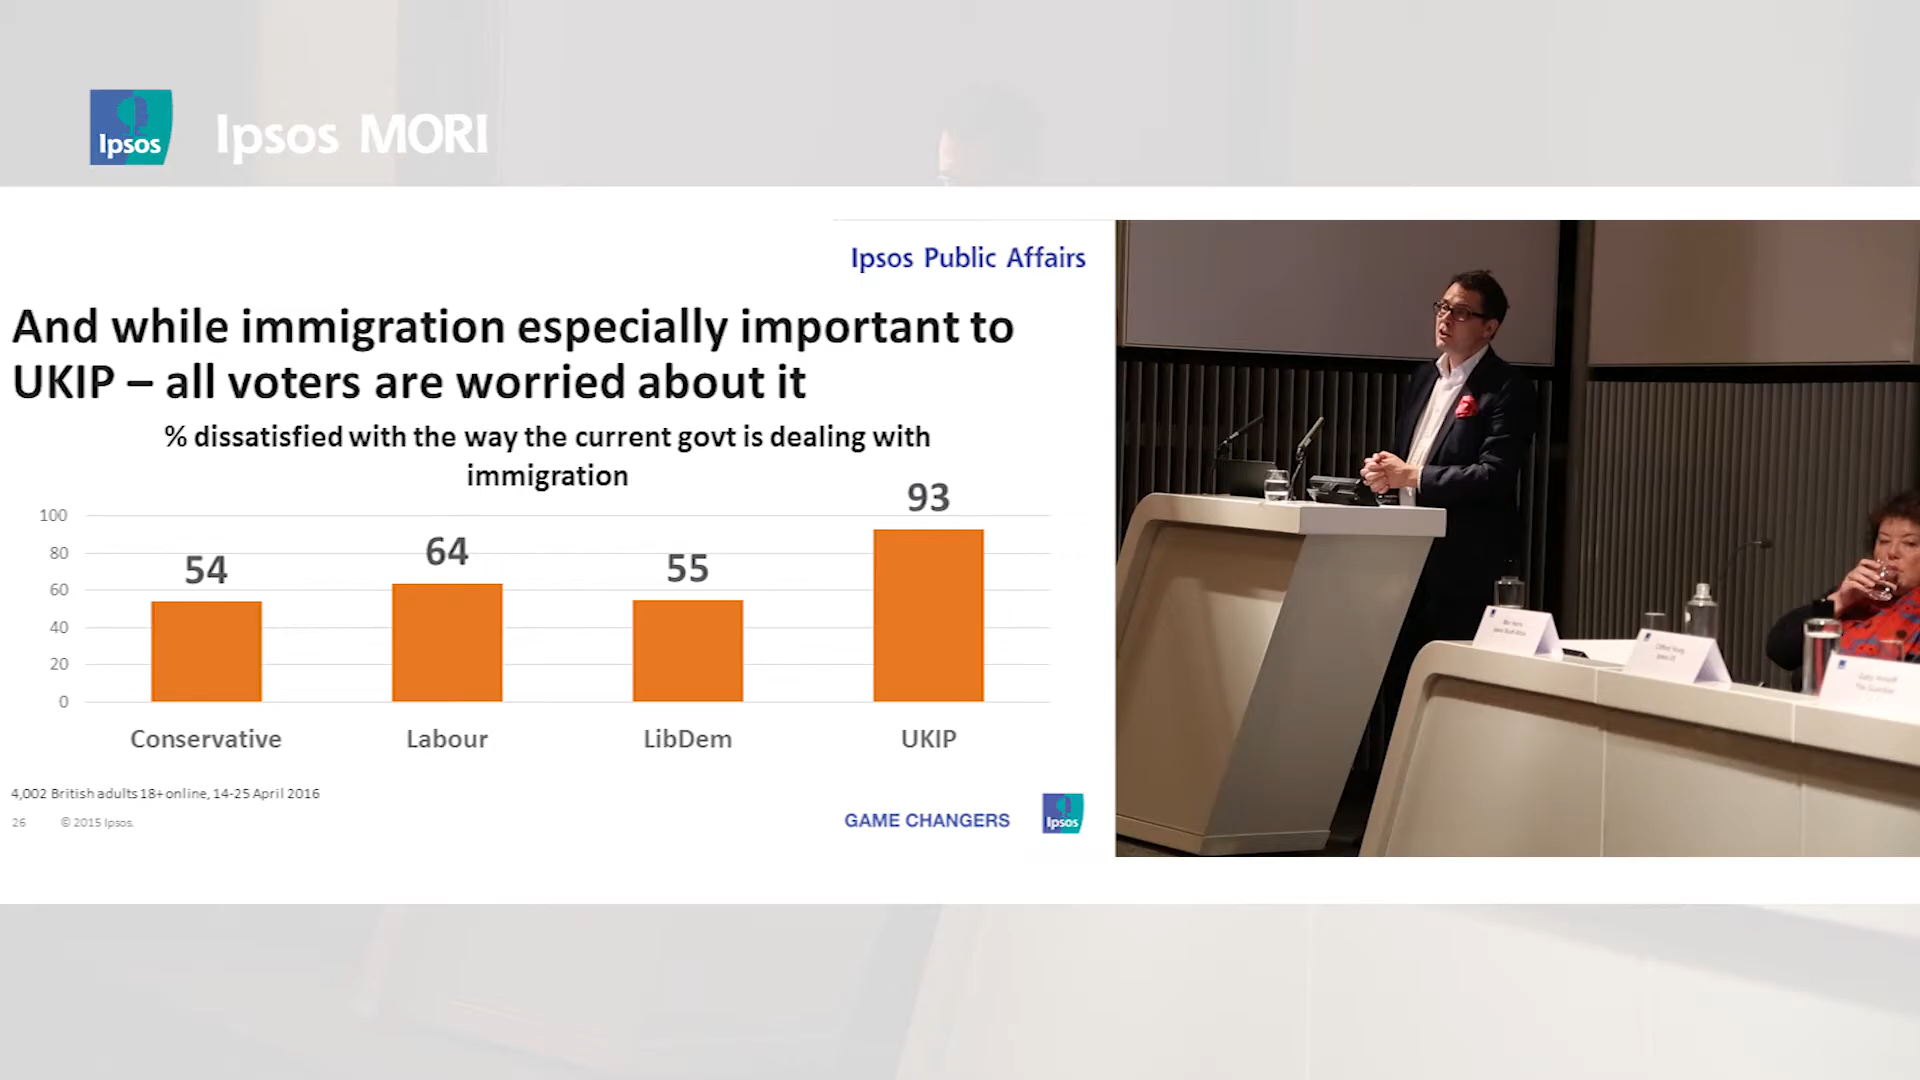 Ipsos
Ipsos MORI
Ipsos Public Affairs
And while immigration especially important to
UKIP – all voters are worried about it
% dissatisfied with the way the current govt is dealing with
immigration
100
80
60
40
20
0
54
64
55
93
Conservative
Labour
LibDem
UKIP
4,002 British adults 18+ online, 14-25 April 2016
26
© 2015 Ipsos.
GAME CHANGERS
Ipsos